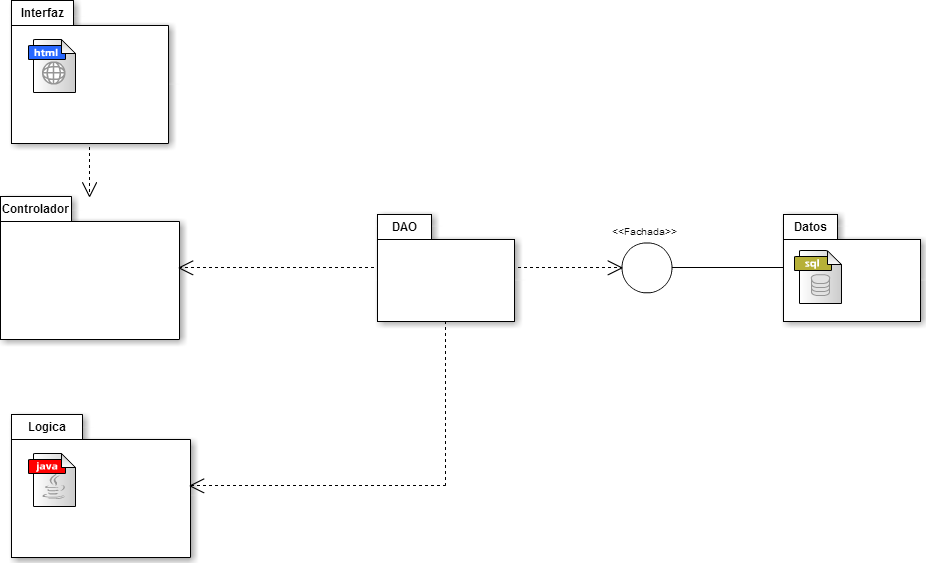 Interfaz
html
Controlador
DAO
<<Fachada>>
Datos
sql
Logica
java